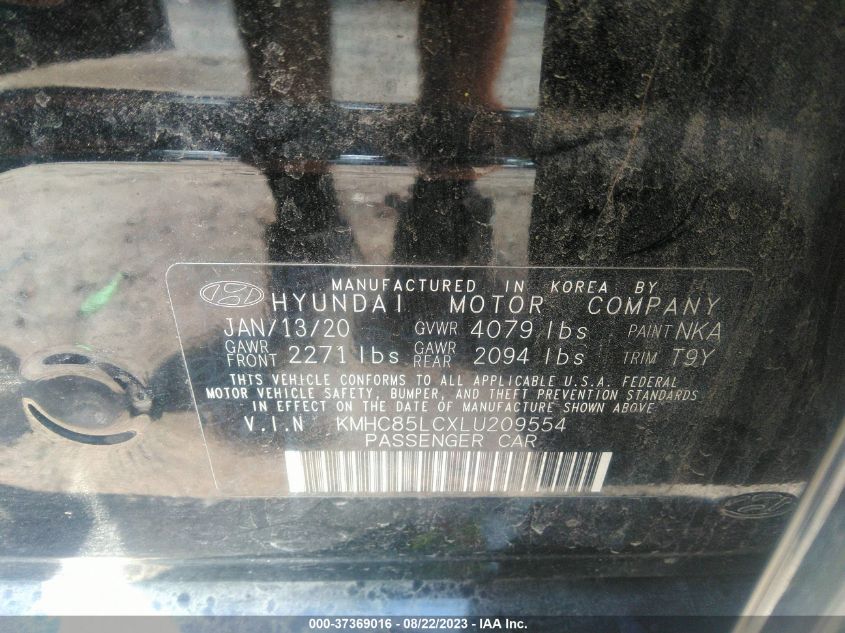 MANUFACTURED IN KOREA BY
HYUNDAI MOTOR COMPANY
JAN/13/20 GVWR 4079 lbs PAINT NKA
GAWR FRONT 2271 lbs GAWR REAR 2094 lbs TRIM T9Y
THIS VEHICLE CONFORMS TO ALL APPLICABLE U.S.A. FEDERAL
MOTOR VEHICLE SAFETY, BUMPER, AND THEFT PREVENTION STANDARDS
IN EFFECT ON THE DATE OF MANUFACTURE SHOWN ABOVE
V.I.N KMHC85LCXLU209554
PASSENGER CAR
000-37369016 - 08/22/2023 - IAA Inc.